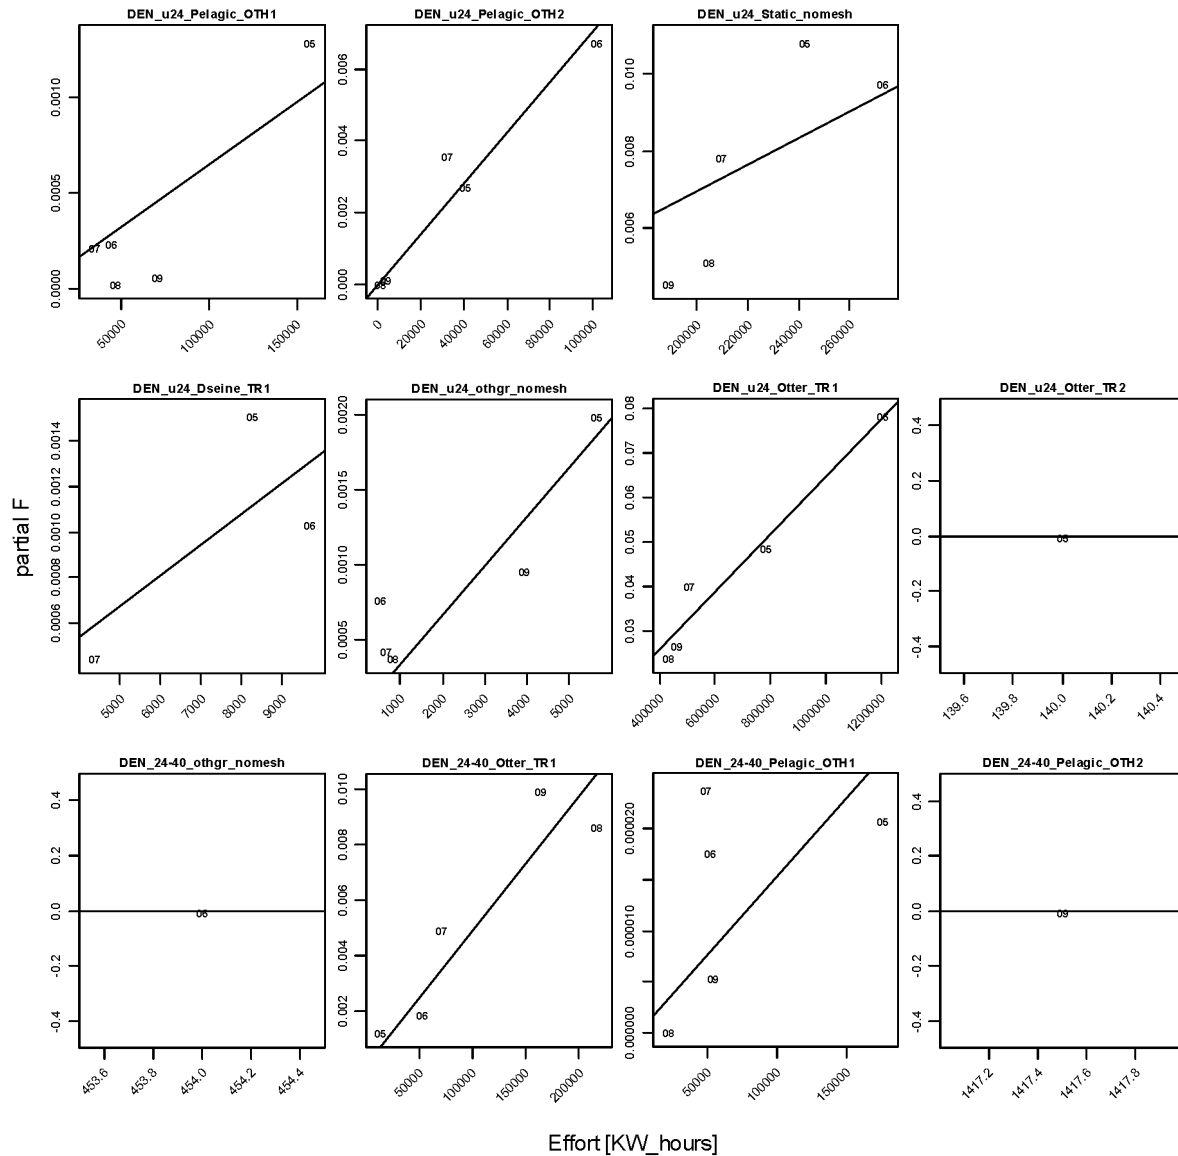 DEN_u24_Pelagic_OTH1
DEN_u24_Pelagic_OTH2
DEN_u24_Static_nomesh
0.0000 0.0005 0.0010
05
07
06
08
09
50000 100000 150000
0.000 0.002 0.004 0.006
06
07
05
09
08
0 20000 40000 60000 80000 100000
0.006 0.008 0.010
05
06
07
08
09
200000 220000 240000 260000
DEN_u24_Dseine_TR1
DEN_u24_othgr_nomesh
DEN_u24_Otter_TR1
DEN_u24_Otter_TR2
0.0006 0.0008 0.0010 0.0012 0.0014
05
06
07
5000 6000 7000 8000 9000
0.0005 0.0010 0.0015 0.0020
05
09
06
07
08
1000 2000 3000 4000 5000
0.03 0.04 0.05 0.06 0.07 0.08
06
05
07
09
08
400000 600000 800000 1000000 1200000
-0.4 -0.2 0.0 0.2 0.4
05
139.6 139.8 140.0 140.2 140.4
DEN_24-40_othgr_nomesh
DEN_24-40_Otter_TR1
DEN_24-40_Pelagic_OTH1
DEN_24-40_Pelagic_OTH2
-0.4 -0.2 0.0 0.2 0.4
06
453.6 453.8 454.0 454.2 454.4
0.002 0.004 0.006 0.008 0.010
09
08
07
06
05
50000 100000 150000 200000
0.000000 0.000010 0.000020
07
05
06
09
08
50000 100000 150000
-0.4 -0.2 0.0 0.2 0.4
09
1417.2 1417.4 1417.6 1417.8
partial F
Effort [KW_hours]